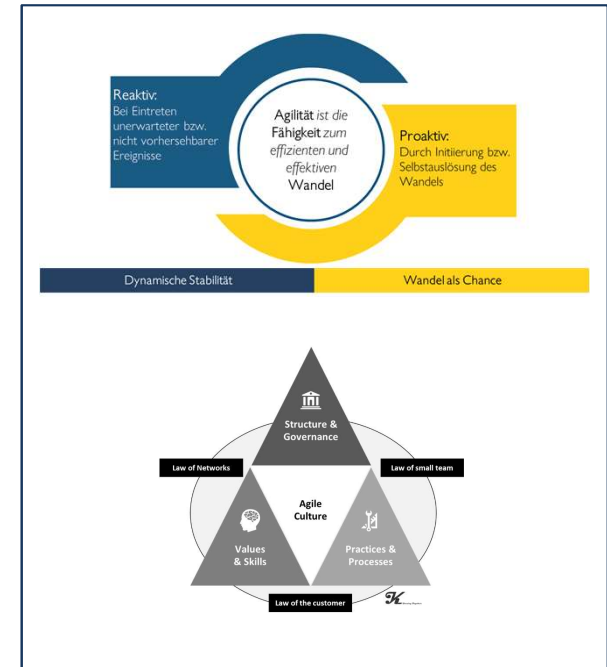 Reaktiv:
Bei Eintreten
unerwarteter bzw.
nicht vorhersehbarer
Ereignisse
Agilität ist die
Fähigkeit zum
effizienten und
effektiven
Wandel
Proaktiv:
Durch Initiierung bzw.
Selbstauslösung des
Wandels
Dynamische Stabilität
Wandel als Chance
Structure &
Governance
Law of Networks
Law of small team
Agile
Culture
Values
& Skills
Practices &
Processes
Law of the customer